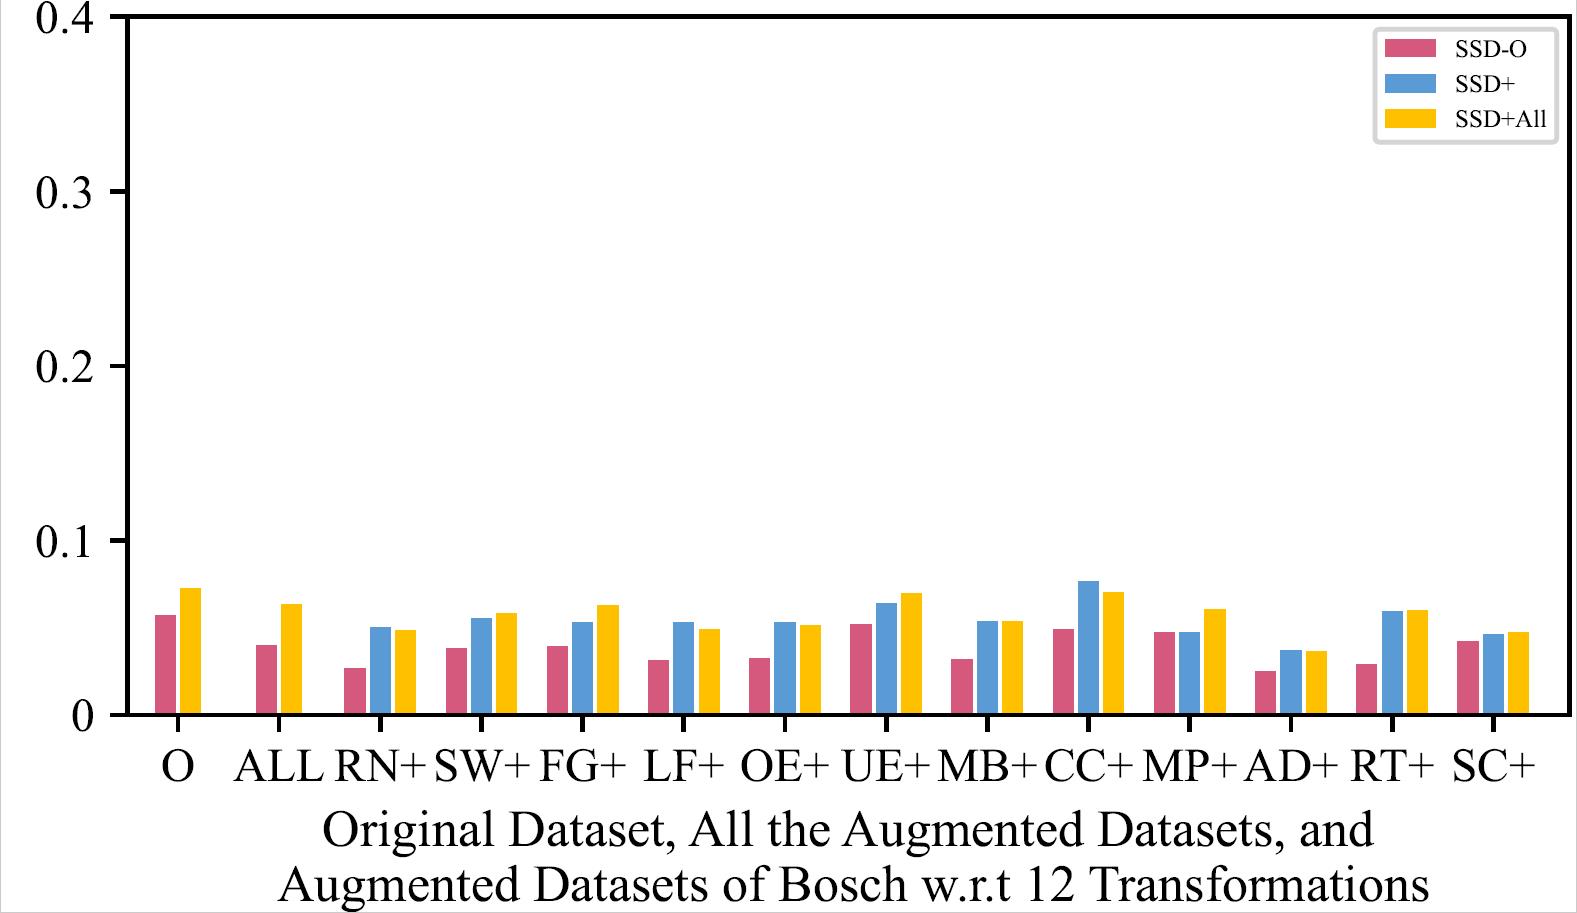 0.4
0.3
0.2
0.1
0
SSD-O
SSD+
SSD+All
O ALL RN+ SW+ FG+ LF+ OE+ UE+ MB+ CC+ MP+ AD+ RT+ SC+
Original Dataset, All the Augmented Datasets, and
Augmented Datasets of Bosch w.r.t 12 Transformations